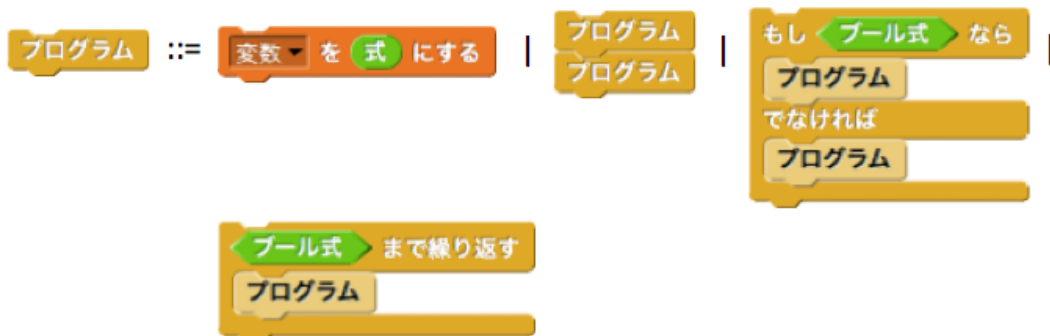 プログラム ::= 変数 を 式 にする | プログラム プログラム | もし ブール式 なら プログラム でなければ プログラム |
ブール式 まで繰り返す
プログラム